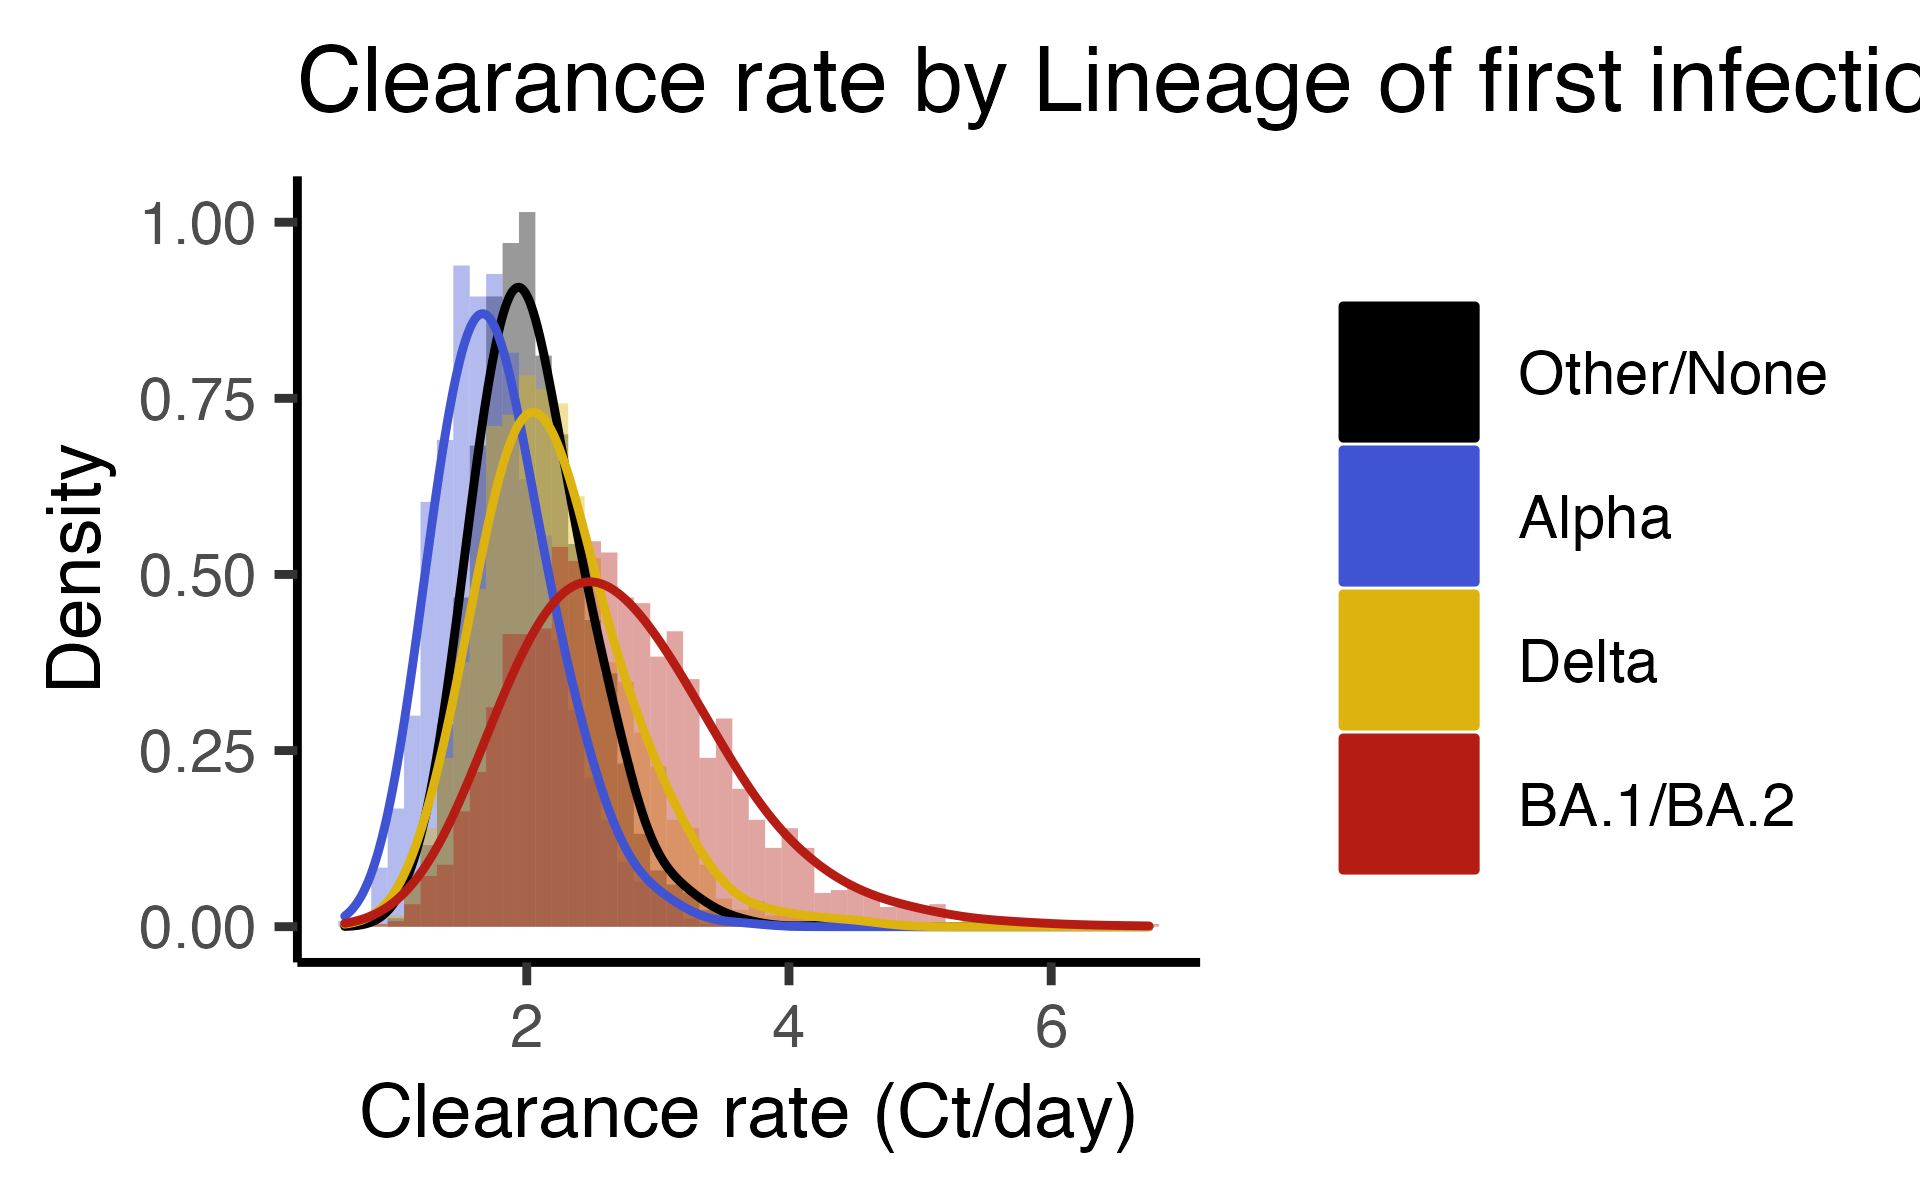 Clearance rate by Lineage of first infectio
1.00
0.75
0.50
0.25
0.00
Density
2 4 6
Clearance rate (Ct/day)
Other/None
Alpha
Delta
BA.1/BA.2